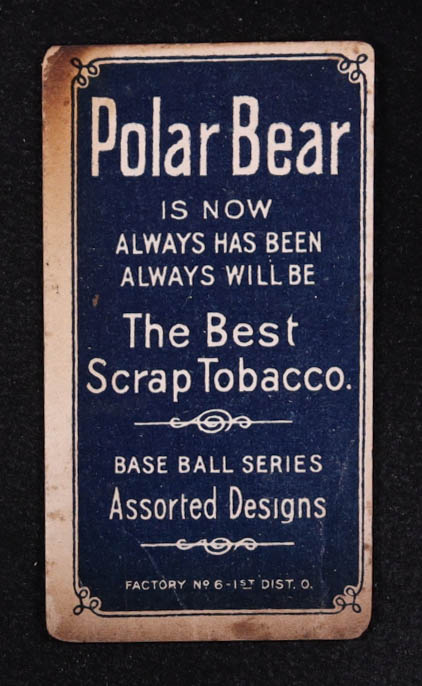 Polar Bear
IS NOW
ALWAYS HAS BEEN
ALWAYS WILL BE
The Best
Scrap Tobacco.
BASE BALL SERIES
Assorted Designs
FACTORY Nº 6-1ST DIST. O.